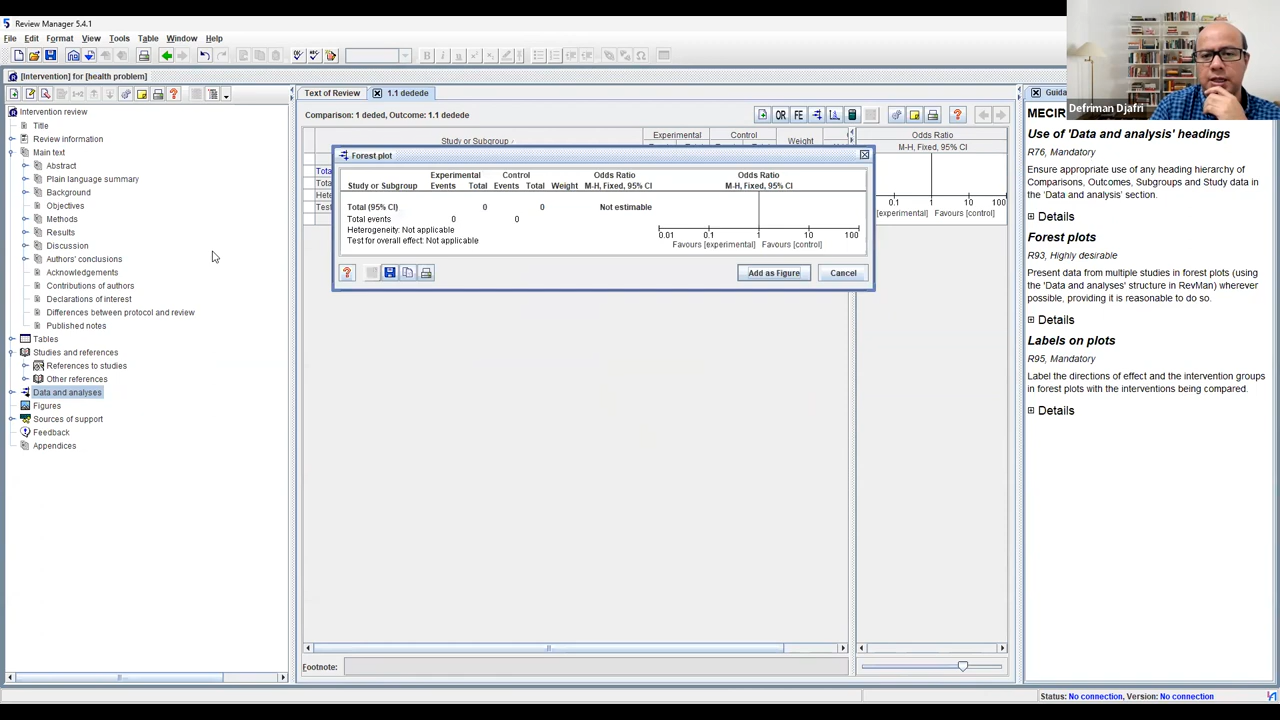 Review Manager 5.4.1
File Edit Format View Tools Table Window Help
[Intervention] for [health problem]
Intervention review
Title
Review information
Main text
Abstract
Plain language summary
Background
Objectives
Methods
Results
Discussion
Authors' conclusions
Acknowledgements
Contributions of authors
Declarations of interest
Differences between protocol and review
Published notes
Tables
Studies and references
References to studies
Other references
Data and analyses
Figures
Sources of support
Feedback
Appendices
Text of Review 1.1 dedede
Comparison: 1 deded, Outcome: 1.1 dedede
OR FE
Study or Subgroup Experimental Control Weight
Odds Ratio
M-H, Fixed, 95% CI
0.1 1 10 100
[experimental] Favours [control]
Forest plot
Experimental Control Odds Ratio Odds Ratio
Study or Subgroup Events Total Events Total Weight M-H, Fixed, 95% CI M-H, Fixed, 95% CI
Total (95% CI) 0 0 Not estimable
Total events 0 0
Heterogeneity: Not applicable
Test for overall effect: Not applicable
0.01 0.1 1 10 100
Favours [experimental] Favours [control]
Add as Figure Cancel
Footnote:
Defriman Djafri
Guida
MECIR
Use of 'Data and analysis' headings
R76, Mandatory
Ensure appropriate use of any heading hierarchy of
Comparisons, Outcomes, Subgroups and Study data in
the 'Data and analysis' section.
Details
Forest plots
R93, Highly desirable
Present data from multiple studies in forest plots (using
the 'Data and analyses' structure in RevMan) wherever
possible, providing it is reasonable to do so.
Details
Labels on plots
R95, Mandatory
Label the directions of effect and the intervention groups
in forest plots with the interventions being compared.
Details
Status: No connection, Version: No connection